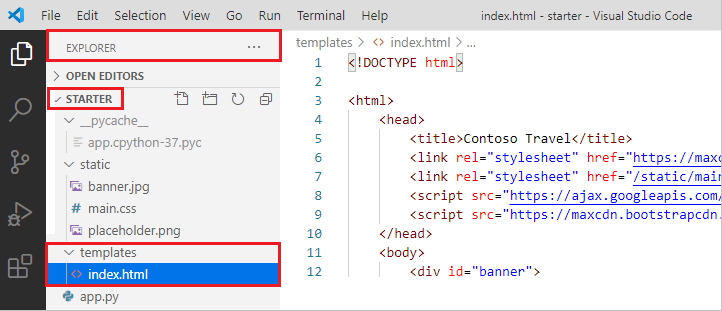 File Edit Selection View Go Run Terminal Help index.html - starter - Visual Studio Code
EXPLORER ...
OPEN EDITORS
STARTER
__pycache__
app.cpython-37.pyc
static
banner.jpg
main.css
placeholder.png
templates
index.html
app.py
templates > <> index.html > ...
1 <!DOCTYPE html>
2
3 <html>
4 <head>
5 <title>Contoso Travel</title>
6 <link rel="stylesheet" href="https://maxc
7 <link rel="stylesheet" href="/static/main
8 <script src="https://ajax.googleapis.com/
9 <script src="https://maxcdn.bootstrapcdn.
10 </head>
11 <body>
12 <div id="banner">